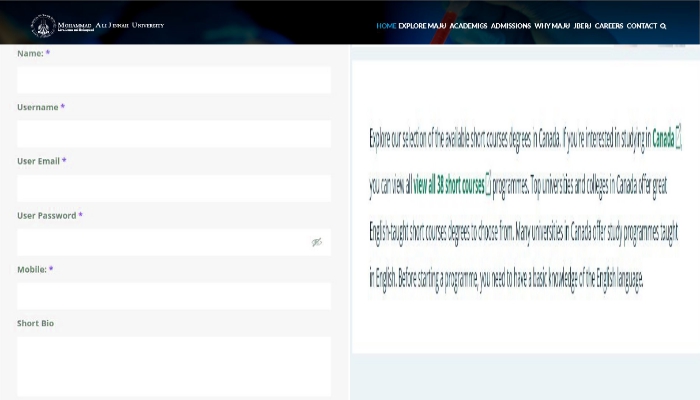 MOHAMMAD ALI JINNAH UNIVERSITY
HOME EXPLORE MAJU ACADEMICS ADMISSIONS WHY MAJU JBERJ CAREERS CONTACT
Name: *
Username *
User Email *
User Password *
Mobile: *
Short Bio
Explore our selection of the available short courses degrees in Canada. If you're interested in studying in Canada,
you can view all view all 38 short courses programmes. Top universities and colleges in Canada offer great
English-taught short courses degrees to choose from. Many universities in Canada offer study programmes taught
in English. Before starting a programme, you need to have a basic knowledge of the English language.